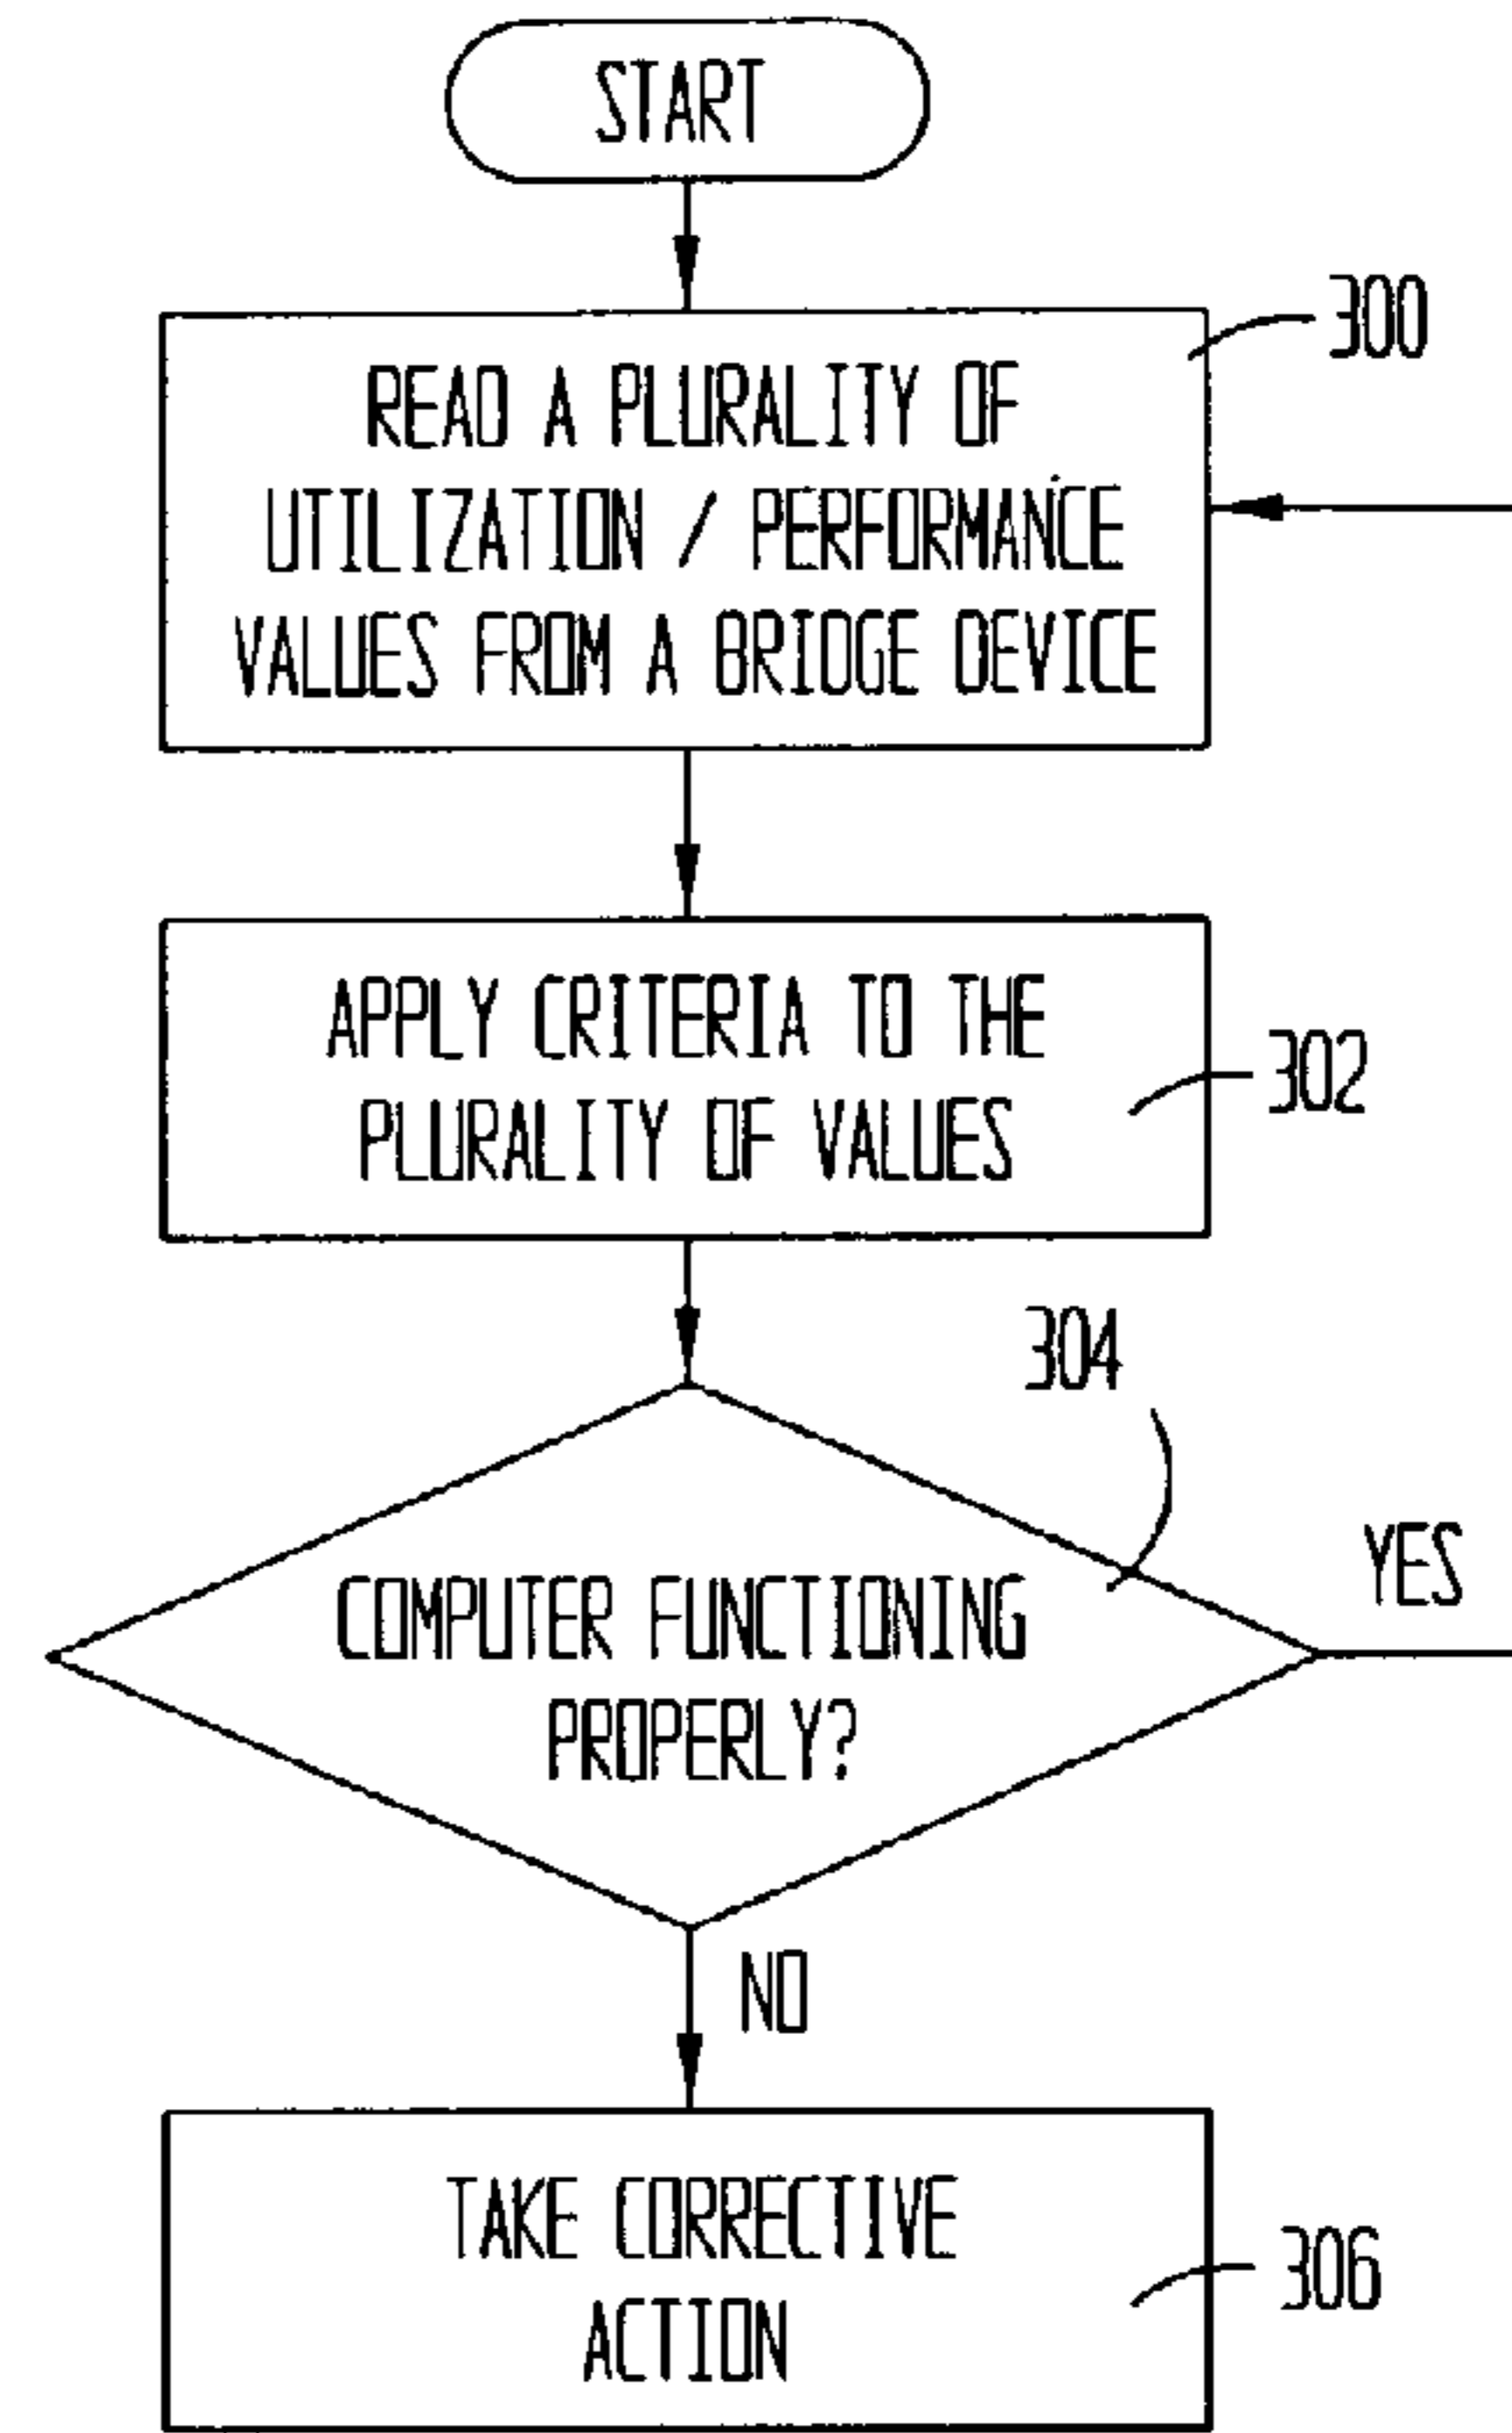 START
300
READ A PLURALITY OF
UTILIZATION / PERFORMANCE
VALUES FROM A BRIDGE DEVICE
APPLY CRITERIA TO THE
PLURALITY OF VALUES
302
304
COMPUTER FUNCTIONING
PROPERLY?
YES
NO
TAKE CORRECTIVE
ACTION
306